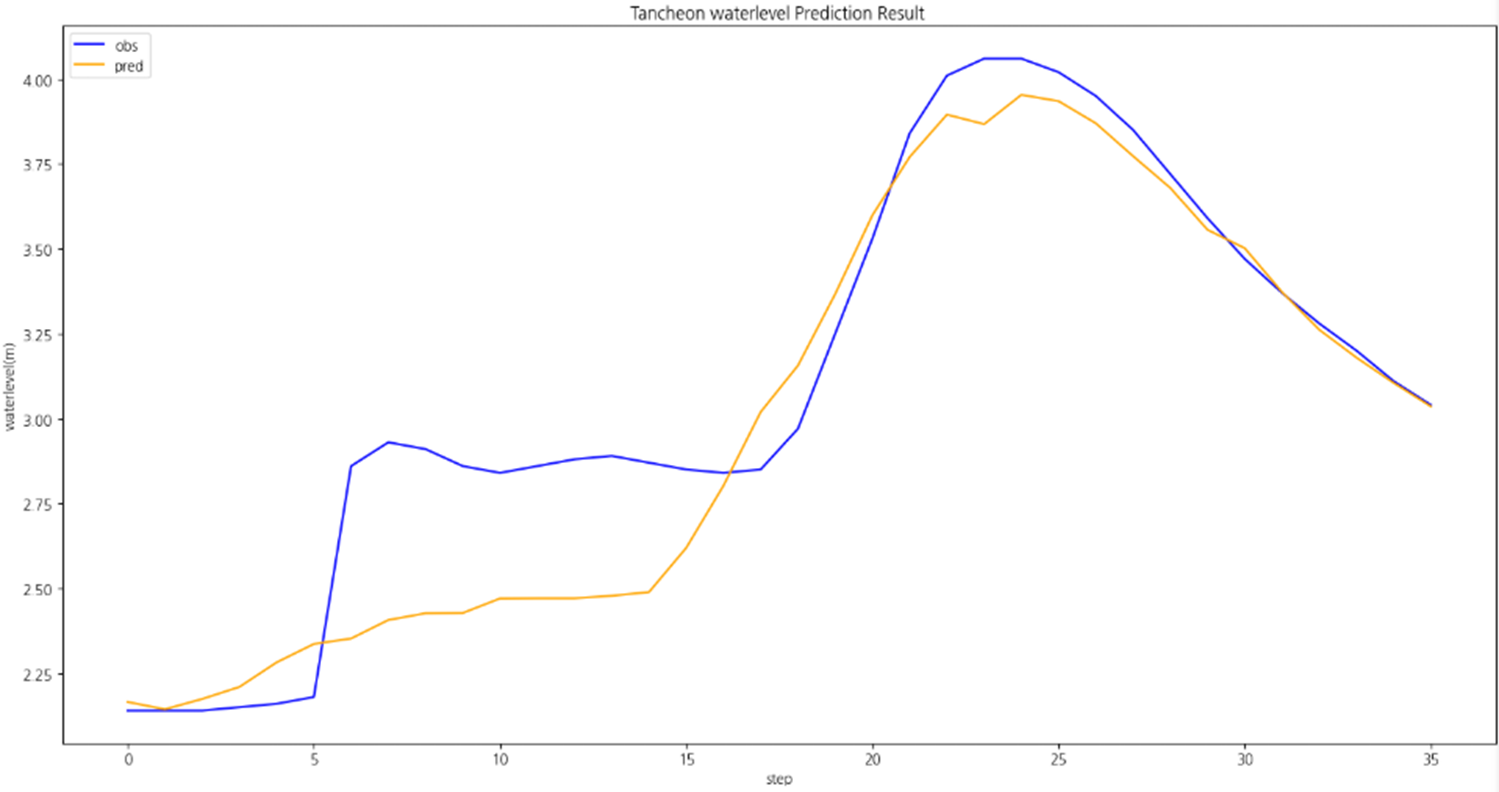 Tancheon waterlevel Prediction Result
obs
pred
4.00
3.75
3.50
3.25
3.00
2.75
2.50
2.25
waterlevel(m)
0 5 10 15 20 25 30 35
step